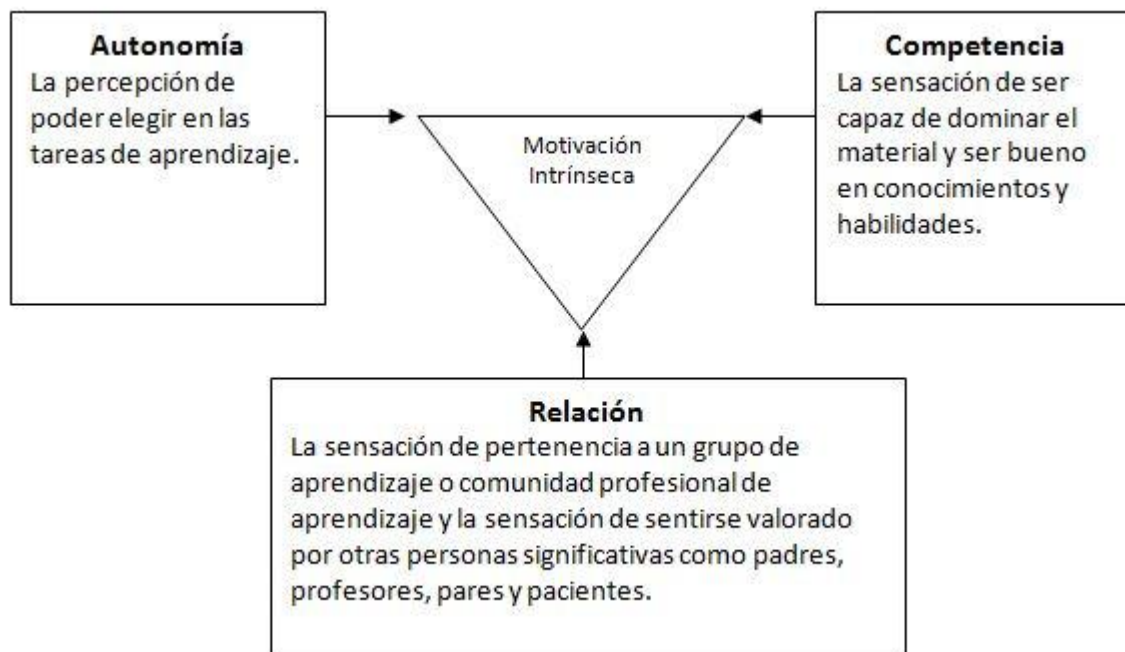 Autonomía
La percepción de
poder elegir en las
tareas de aprendizaje.
Motivación
Intrínseca
Competencia
La sensación de ser
capaz de dominar el
material y ser bueno
en conocimientos y
habilidades.
Relación
La sensación de pertenencia a un grupo de
aprendizaje o comunidad profesional de
aprendizaje y la sensación de sentirse valorado
por otras personas significativas como padres,
profesores, pares y pacientes.